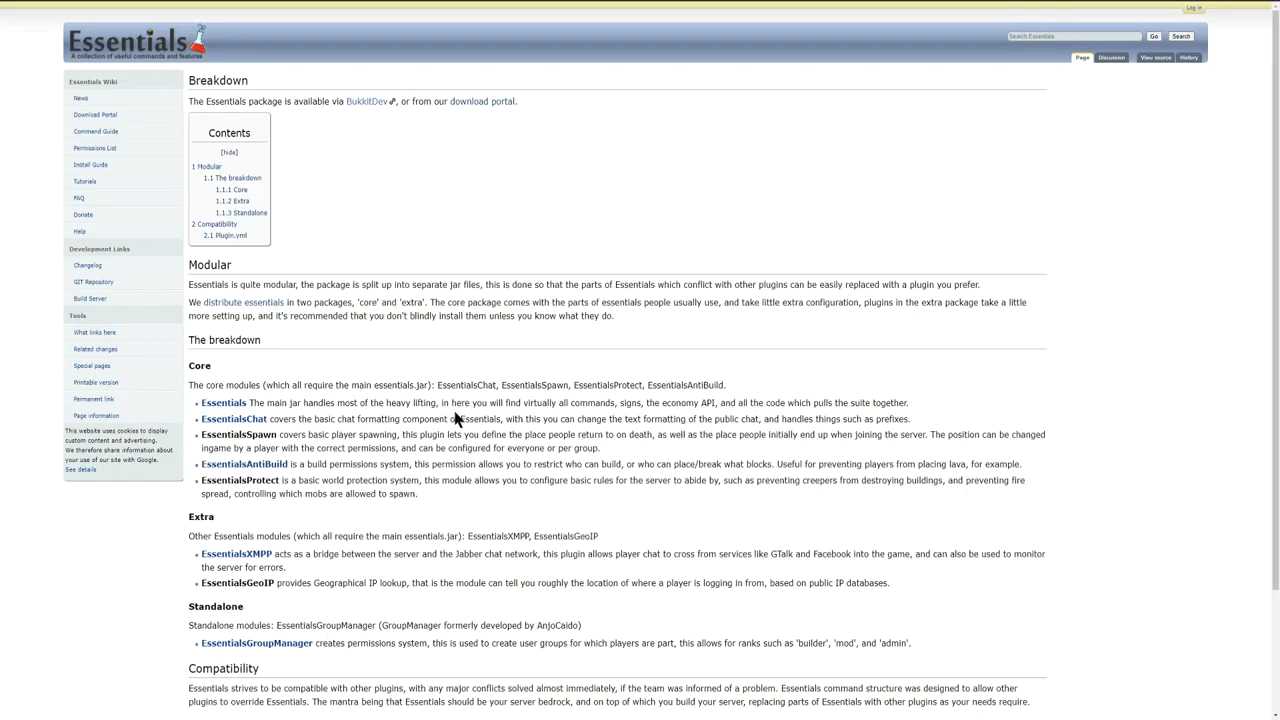 Log in
Essentials
A collection of useful commands and features
Search Essentials
Go
Search
Page
Discussion
View source
History
Essentials Wiki
News
Download Portal
Command Guide
Permissions List
Install Guide
Tutorials
FAQ
Donate
Help
Development Links
Changelog
GIT Repository
Build Server
Tools
What links here
Related changes
Special pages
Printable version
Permanent link
Page information
This website uses cookies to display
custom content and advertising.
We therefore share information about
your use of our site with Google.
See details
Breakdown
The Essentials package is available via BukkitDev, or from our download portal.
Contents
[hide]
1 Modular
1.1 The breakdown
1.1.1 Core
1.1.2 Extra
1.1.3 Standalone
2 Compatibility
2.1 Plugin.yml
Modular
Essentials is quite modular, the package is split up into separate jar files, this is done so that the parts of Essentials which conflict with other plugins can be easily replaced with a plugin you prefer.
We distribute essentials in two packages, 'core' and 'extra'. The core package comes with the parts of essentials people usually use, and take little extra configuration, plugins in the extra package take a little
more setting up, and it's recommended that you don't blindly install them unless you know what they do.
The breakdown
Core
The core modules (which all require the main essentials.jar): EssentialsChat, EssentialsSpawn, EssentialsProtect, EssentialsAntiBuild.
Essentials The main jar handles most of the heavy lifting, in here you will find virtually all commands, signs, the economy API, and all the code which pulls the suite together.
EssentialsChat covers the basic chat formatting component of Essentials, with this you can change the text formatting of the public chat, and handles things such as prefixes.
EssentialsSpawn covers basic player spawning, this plugin lets you define the place people return to on death, as well as the place people initially end up when joining the server. The position can be changed
ingame by a player with the correct permissions, and can be configured for everyone or per group.
EssentialsAntiBuild is a build permissions system, this permission allows you to restrict who can build, or who can place/break what blocks. Useful for preventing players from placing lava, for example.
EssentialsProtect is a basic world protection system, this module allows you to configure basic rules for the server to abide by, such as preventing creepers from destroying buildings, and preventing fire
spread, controlling which mobs are allowed to spawn.
Extra
Other Essentials modules (which all require the main essentials.jar): EssentialsXMPP, EssentialsGeoIP
EssentialsXMPP acts as a bridge between the server and the Jabber chat network, this plugin allows player chat to cross from services like GTalk and Facebook into the game, and can also be used to monitor
the server for errors.
EssentialsGeoIP provides Geographical IP lookup, that is the module can tell you roughly the location of where a player is logging in from, based on public IP databases.
Standalone
Standalone modules: EssentialsGroupManager (GroupManager formerly developed by AnjoCaido)
EssentialsGroupManager creates permissions system, this is used to create user groups for which players are part, this allows for ranks such as 'builder', 'mod', and 'admin'.
Compatibility
Essentials strives to be compatible with other plugins, with any major conflicts solved almost immediately, if the team was informed of a problem. Essentials command structure was designed to allow other
plugins to override Essentials. The mantra being that Essentials should be your server bedrock, and on top of which you build your server, replacing parts of Essentials with other plugins as your needs require.